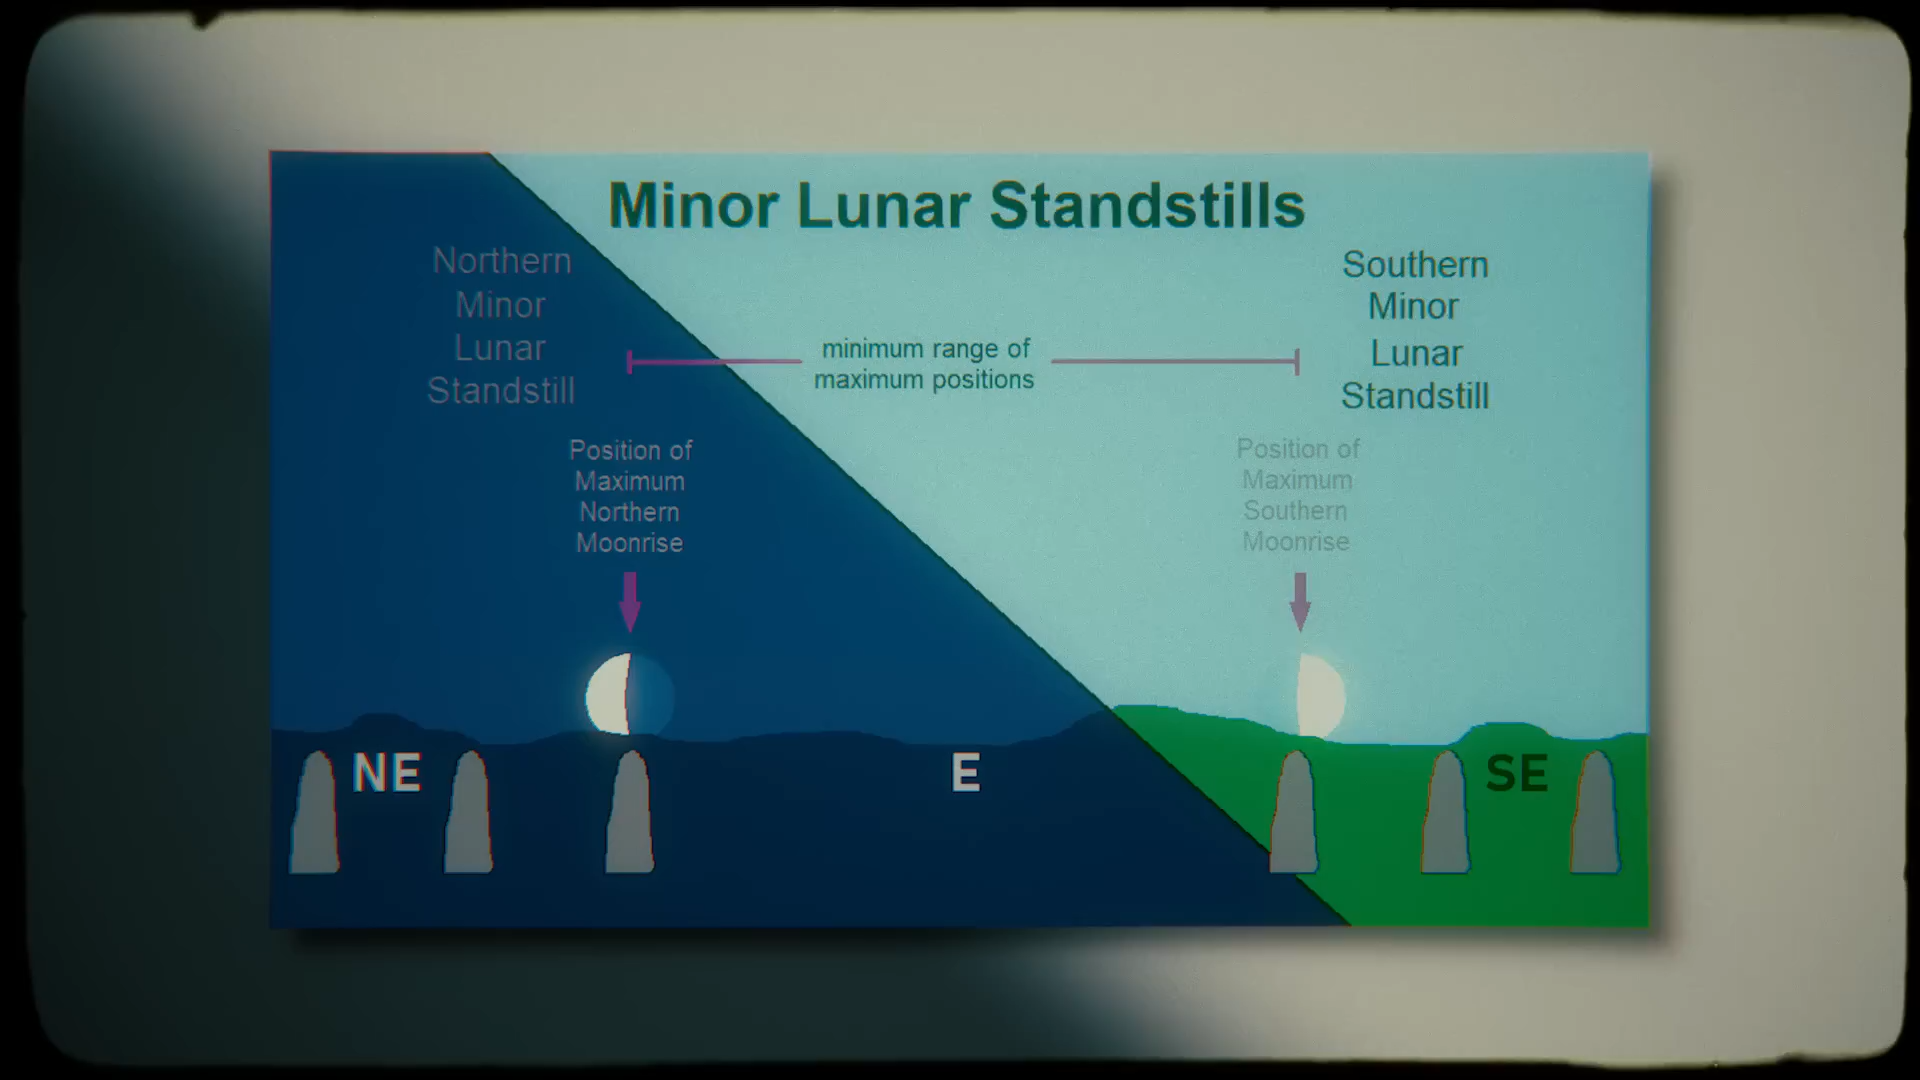 Minor Lunar Standstills
Northern
Minor
Lunar
Standstill
minimum range of
maximum positions
Southern
Minor
Lunar
Standstill
Position of
Maximum
Northern
Moonrise
Position of
Maximum
Southern
Moonrise
NE
E
SE